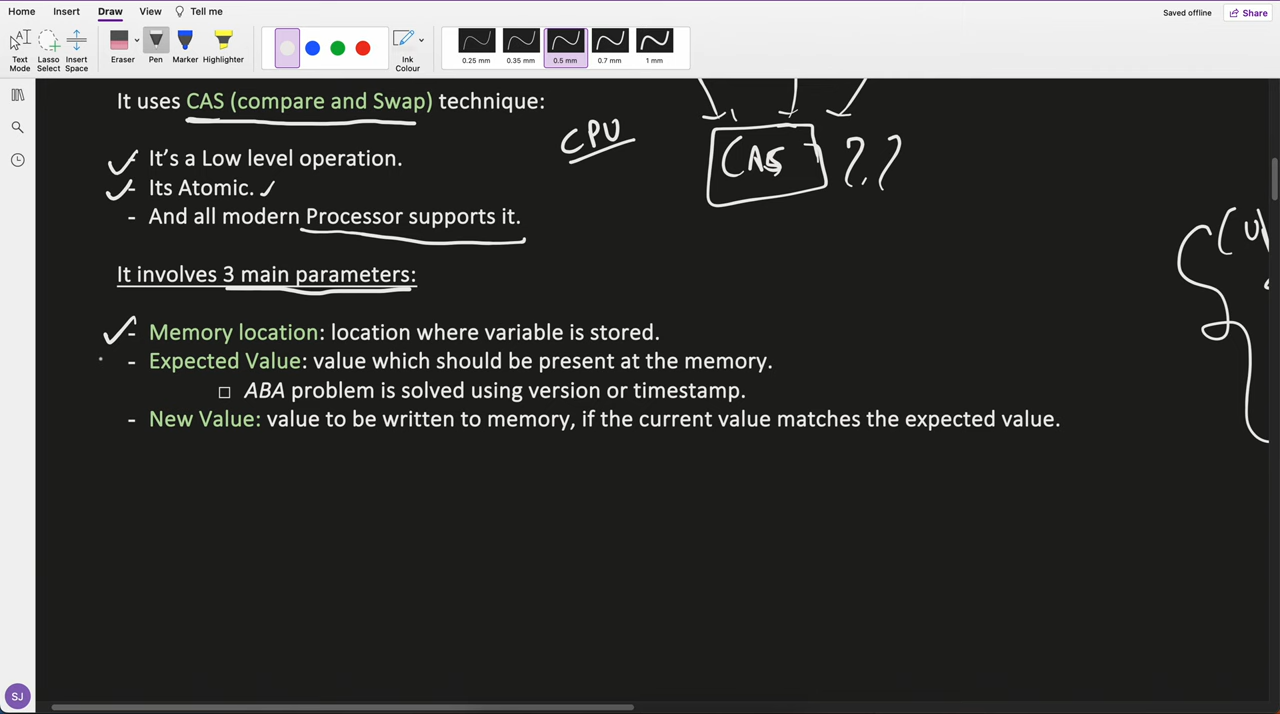 Home Insert Draw View Tell me
Saved offline Share
Text Mode Lasso Select Insert Space Eraser Pen Marker Highlighter Ink Colour 0.25 mm 0.35 mm 0.5 mm 0.7 mm 1 mm
It uses CAS (compare and Swap) technique:
CPU
CAS ??
- It's a Low level operation.
- Its Atomic.
- And all modern Processor supports it.
It involves 3 main parameters:
- Memory location: location where variable is stored.
- Expected Value: value which should be present at the memory.
ABA problem is solved using version or timestamp.
- New Value: value to be written to memory, if the current value matches the expected value.
SJ